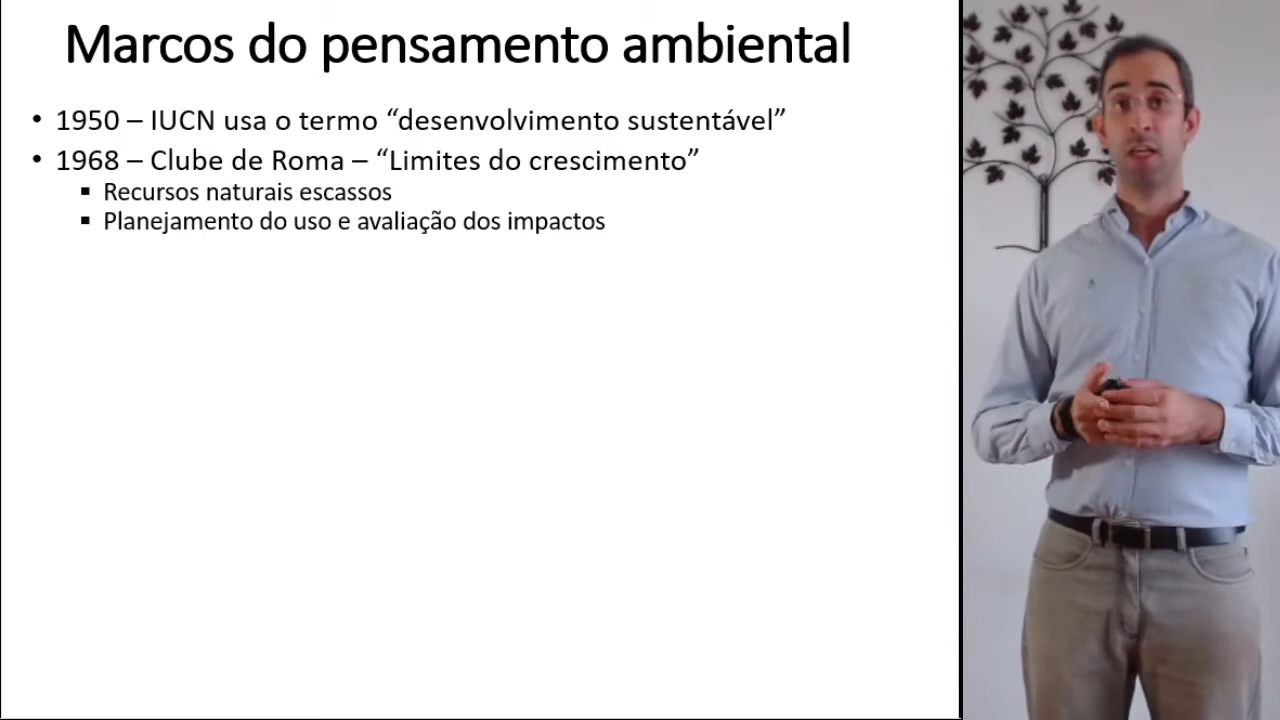 Marcos do pensamento ambiental
• 1950 – IUCN usa o termo “desenvolvimento sustentável”
• 1968 – Clube de Roma – “Limites do crescimento”
▪ Recursos naturais escassos
▪ Planejamento do uso e avaliação dos impactos